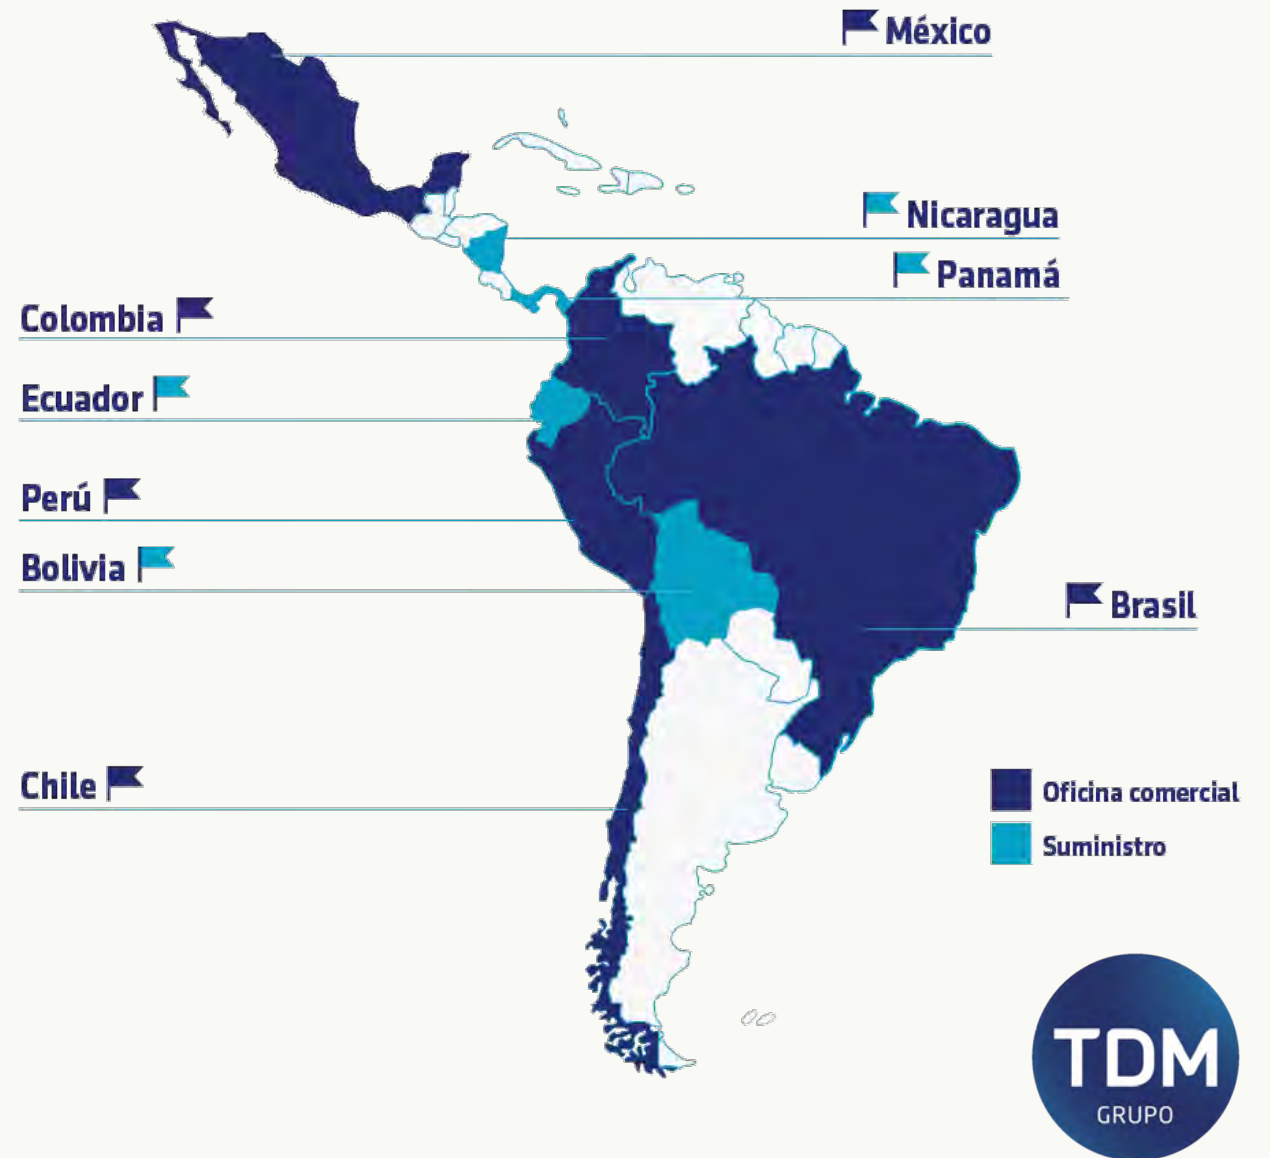 México
Nicaragua
Panamá
Colombia
Ecuador
Perú
Bolivia
Brasil
Chile
Oficina comercial
Suministro
TDM
GRUPO